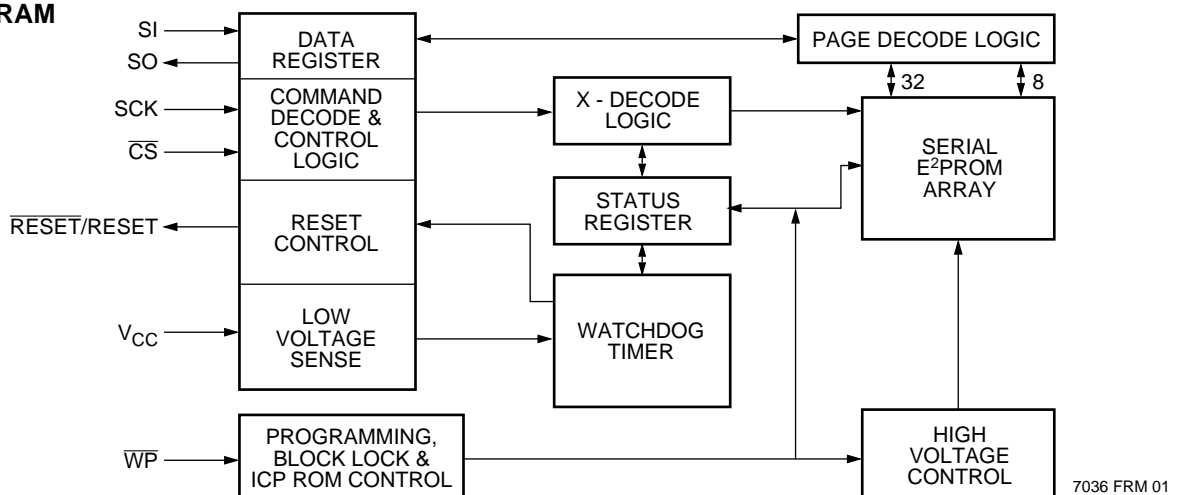 RAM
SI
SO
SCK
CS
RESET/RESET
VCC
WP
DATA
REGISTER
COMMAND
DECODE &
CONTROL
LOGIC
RESET
CONTROL
LOW
VOLTAGE
SENSE
PROGRAMMING,
BLOCK LOCK &
ICP ROM CONTROL
X - DECODE
LOGIC
STATUS
REGISTER
WATCHDOG
TIMER
PAGE DECODE LOGIC
32
8
SERIAL
E²PROM
ARRAY
HIGH
VOLTAGE
CONTROL
7036 FRM 01